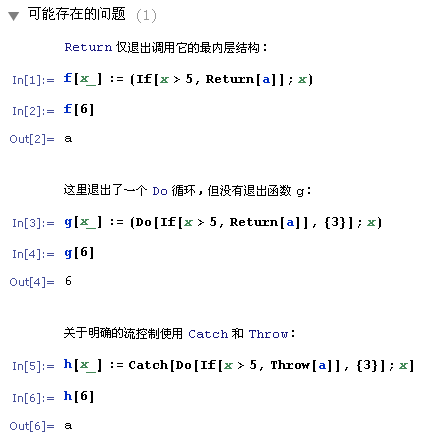 可能存在的问题 (1)
Return 仅退出调用它的最内层结构:
In[1]:= f[x_] := (If[x > 5, Return[a]]; x)
In[2]:= f[6]
Out[2]= a
这里退出了一个 Do 循环,但没有退出函数 g:
In[3]:= g[x_] := (Do[If[x > 5, Return[a]], {3}]; x)
In[4]:= g[6]
Out[4]= 6
关于明确的流控制使用 Catch 和 Throw:
In[5]:= h[x_] := Catch[Do[If[x > 5, Throw[a]], {3}]; x]
In[6]:= h[6]
Out[6]= a